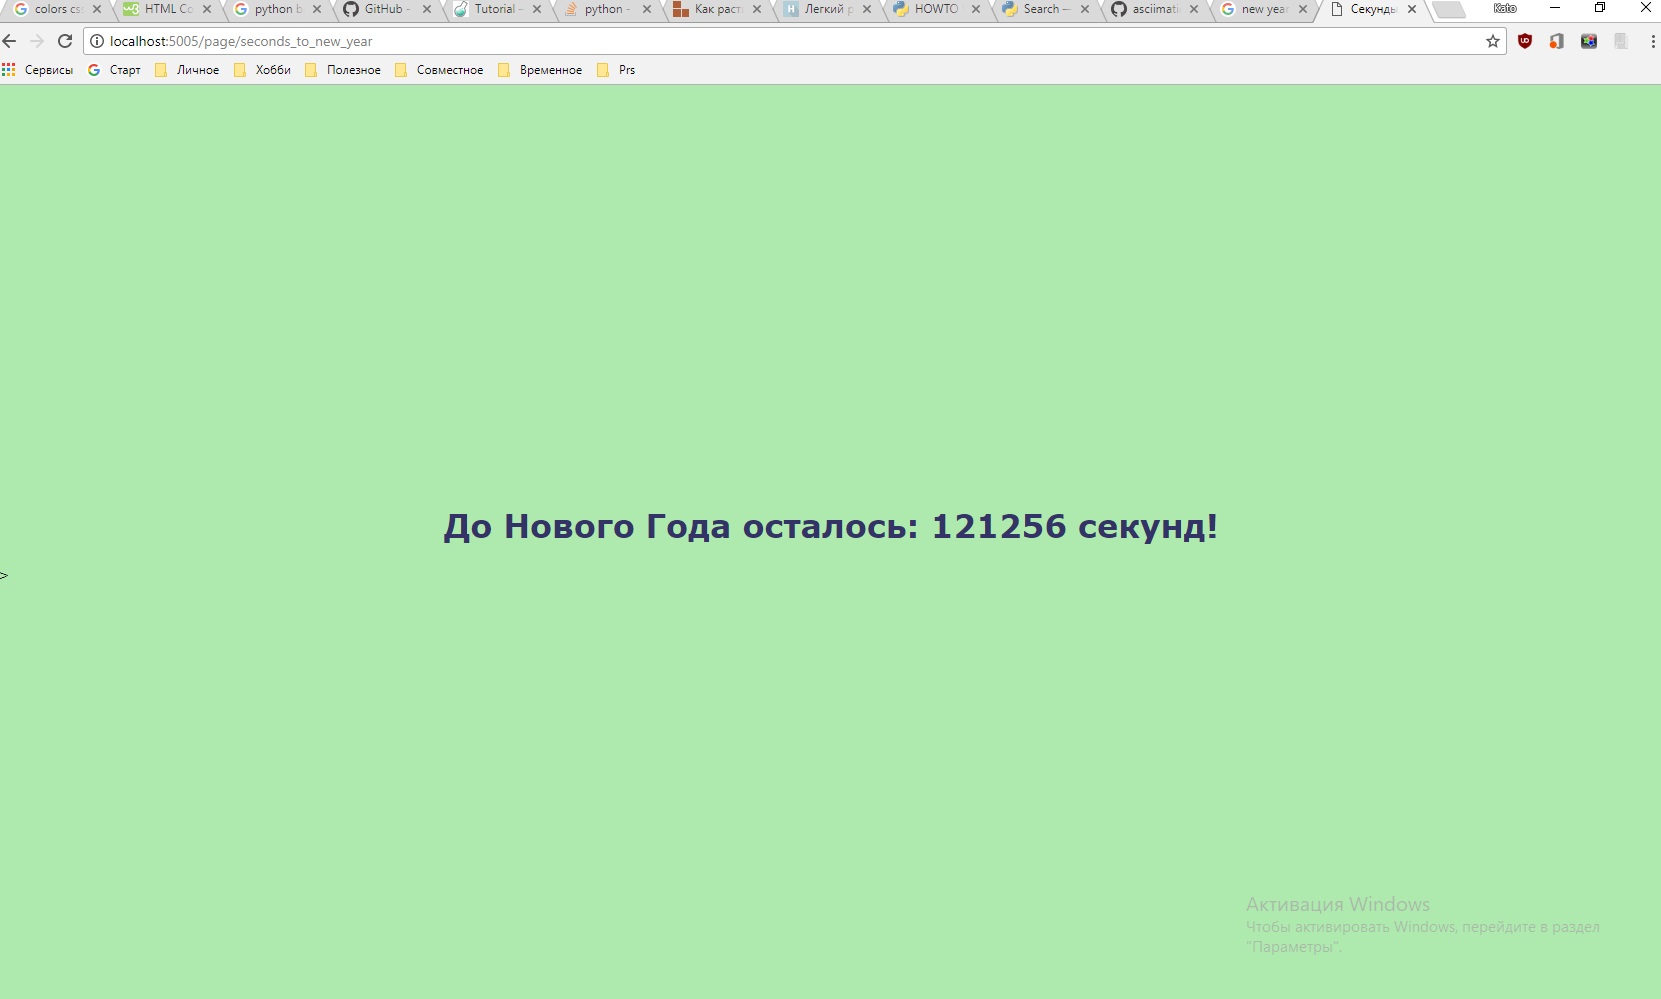 colors cs HTML Co python b GitHub - Tutorial - python - Как раст Легкий р HOWTO Search — asciimati new year Секунды Kato
localhost:5005/page/seconds_to_new_year
Сервисы Старт Личное Хобби Полезное Совместное Временное Prs
До Нового Года осталось: 121256 секунд!
>
Активация Windows
Чтобы активировать Windows, перейдите в раздел
"Параметры".